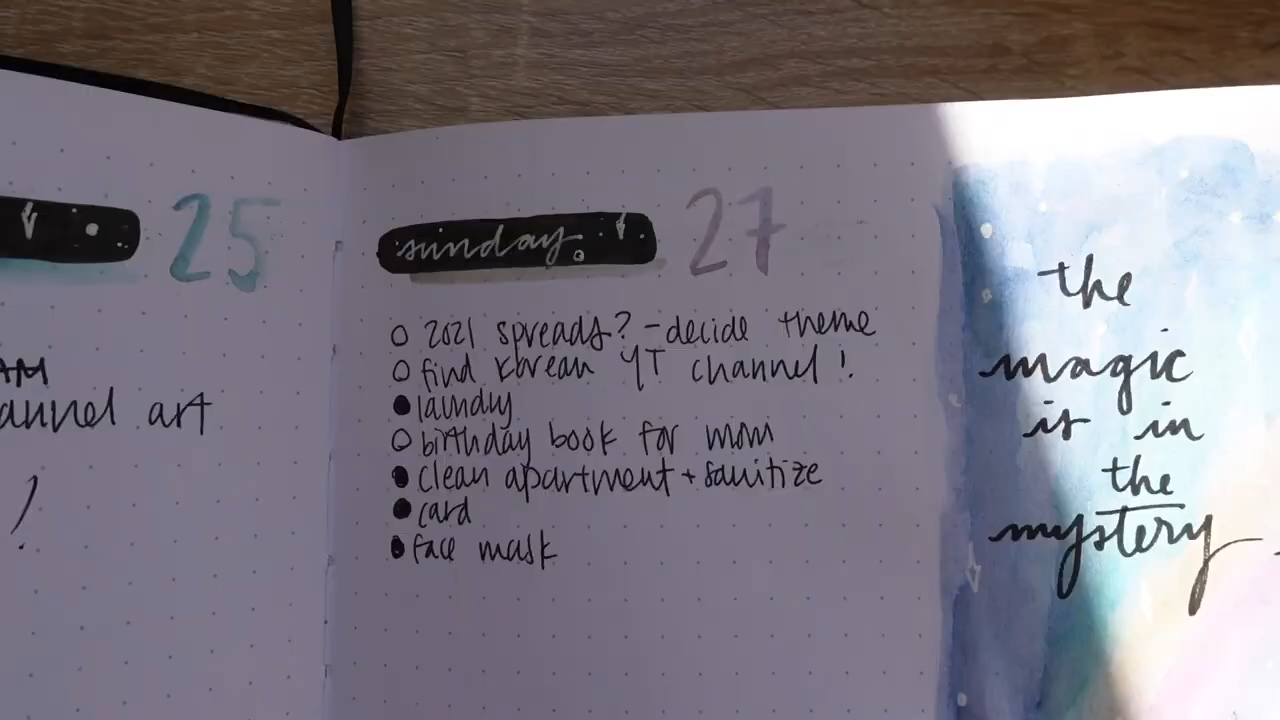 25
AM
annel art
!
sunday 27
2021 spreads? - decide theme
find korean YT channel!
laundry
birthday book for mom
clean apartment + sanitize
card
face mask
the
magic
is in
the
mystery